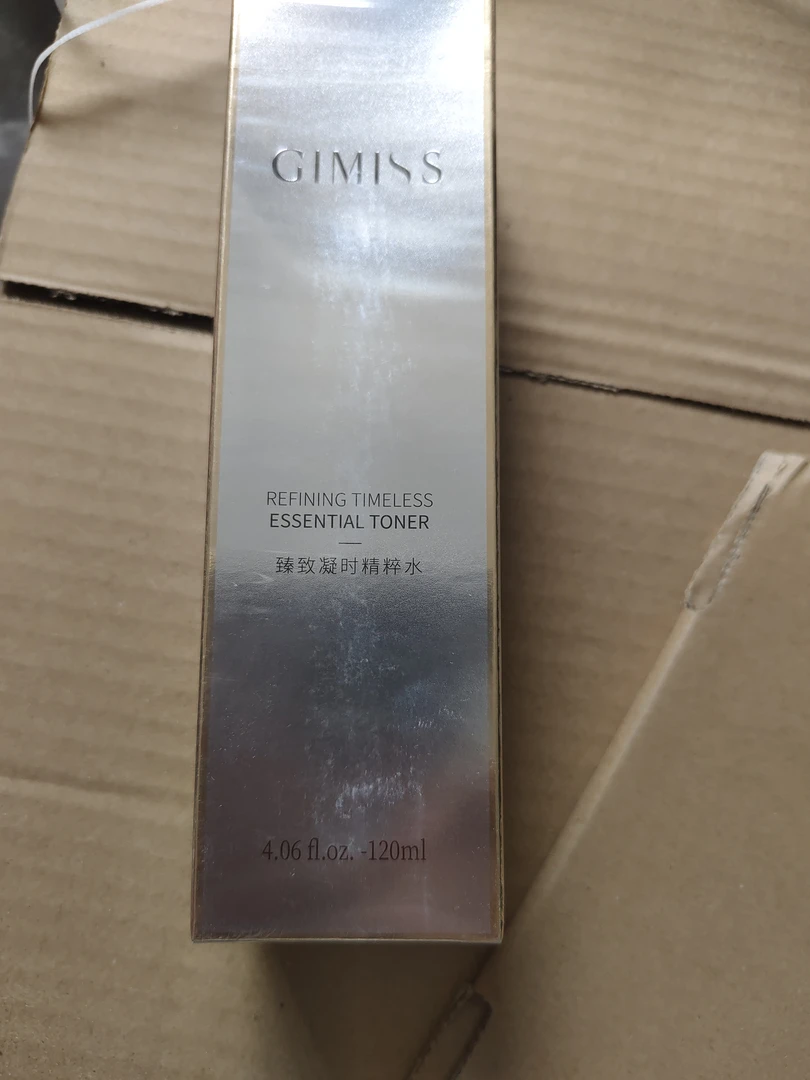 GIMISS
REFINING TIMELESS
ESSENTIAL TONER
臻致凝时精粹水
4.06 fl.oz. -120ml